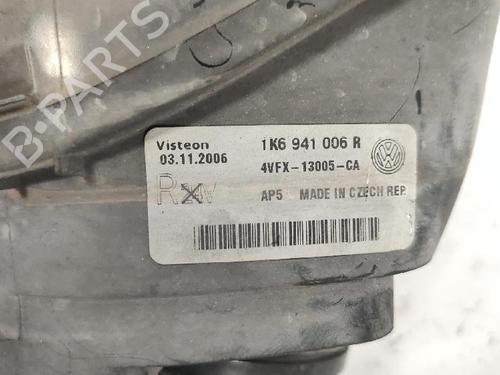 B-PARTS
Visteon
03.11.2006
1K6 941 006 R
4VFX-13005-CA
R
AP5 MADE IN CZECH REP.